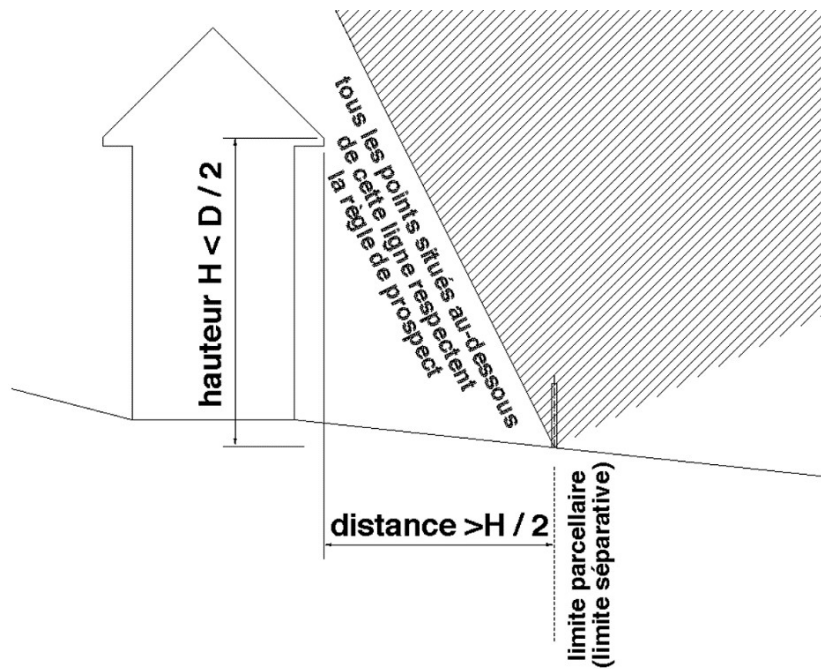 hauteur H < D / 2
tous les points situés au-dessous
de cette ligne respectent
la règle de prospect
distance >H / 2
limite parcellaire
(limite séparative)